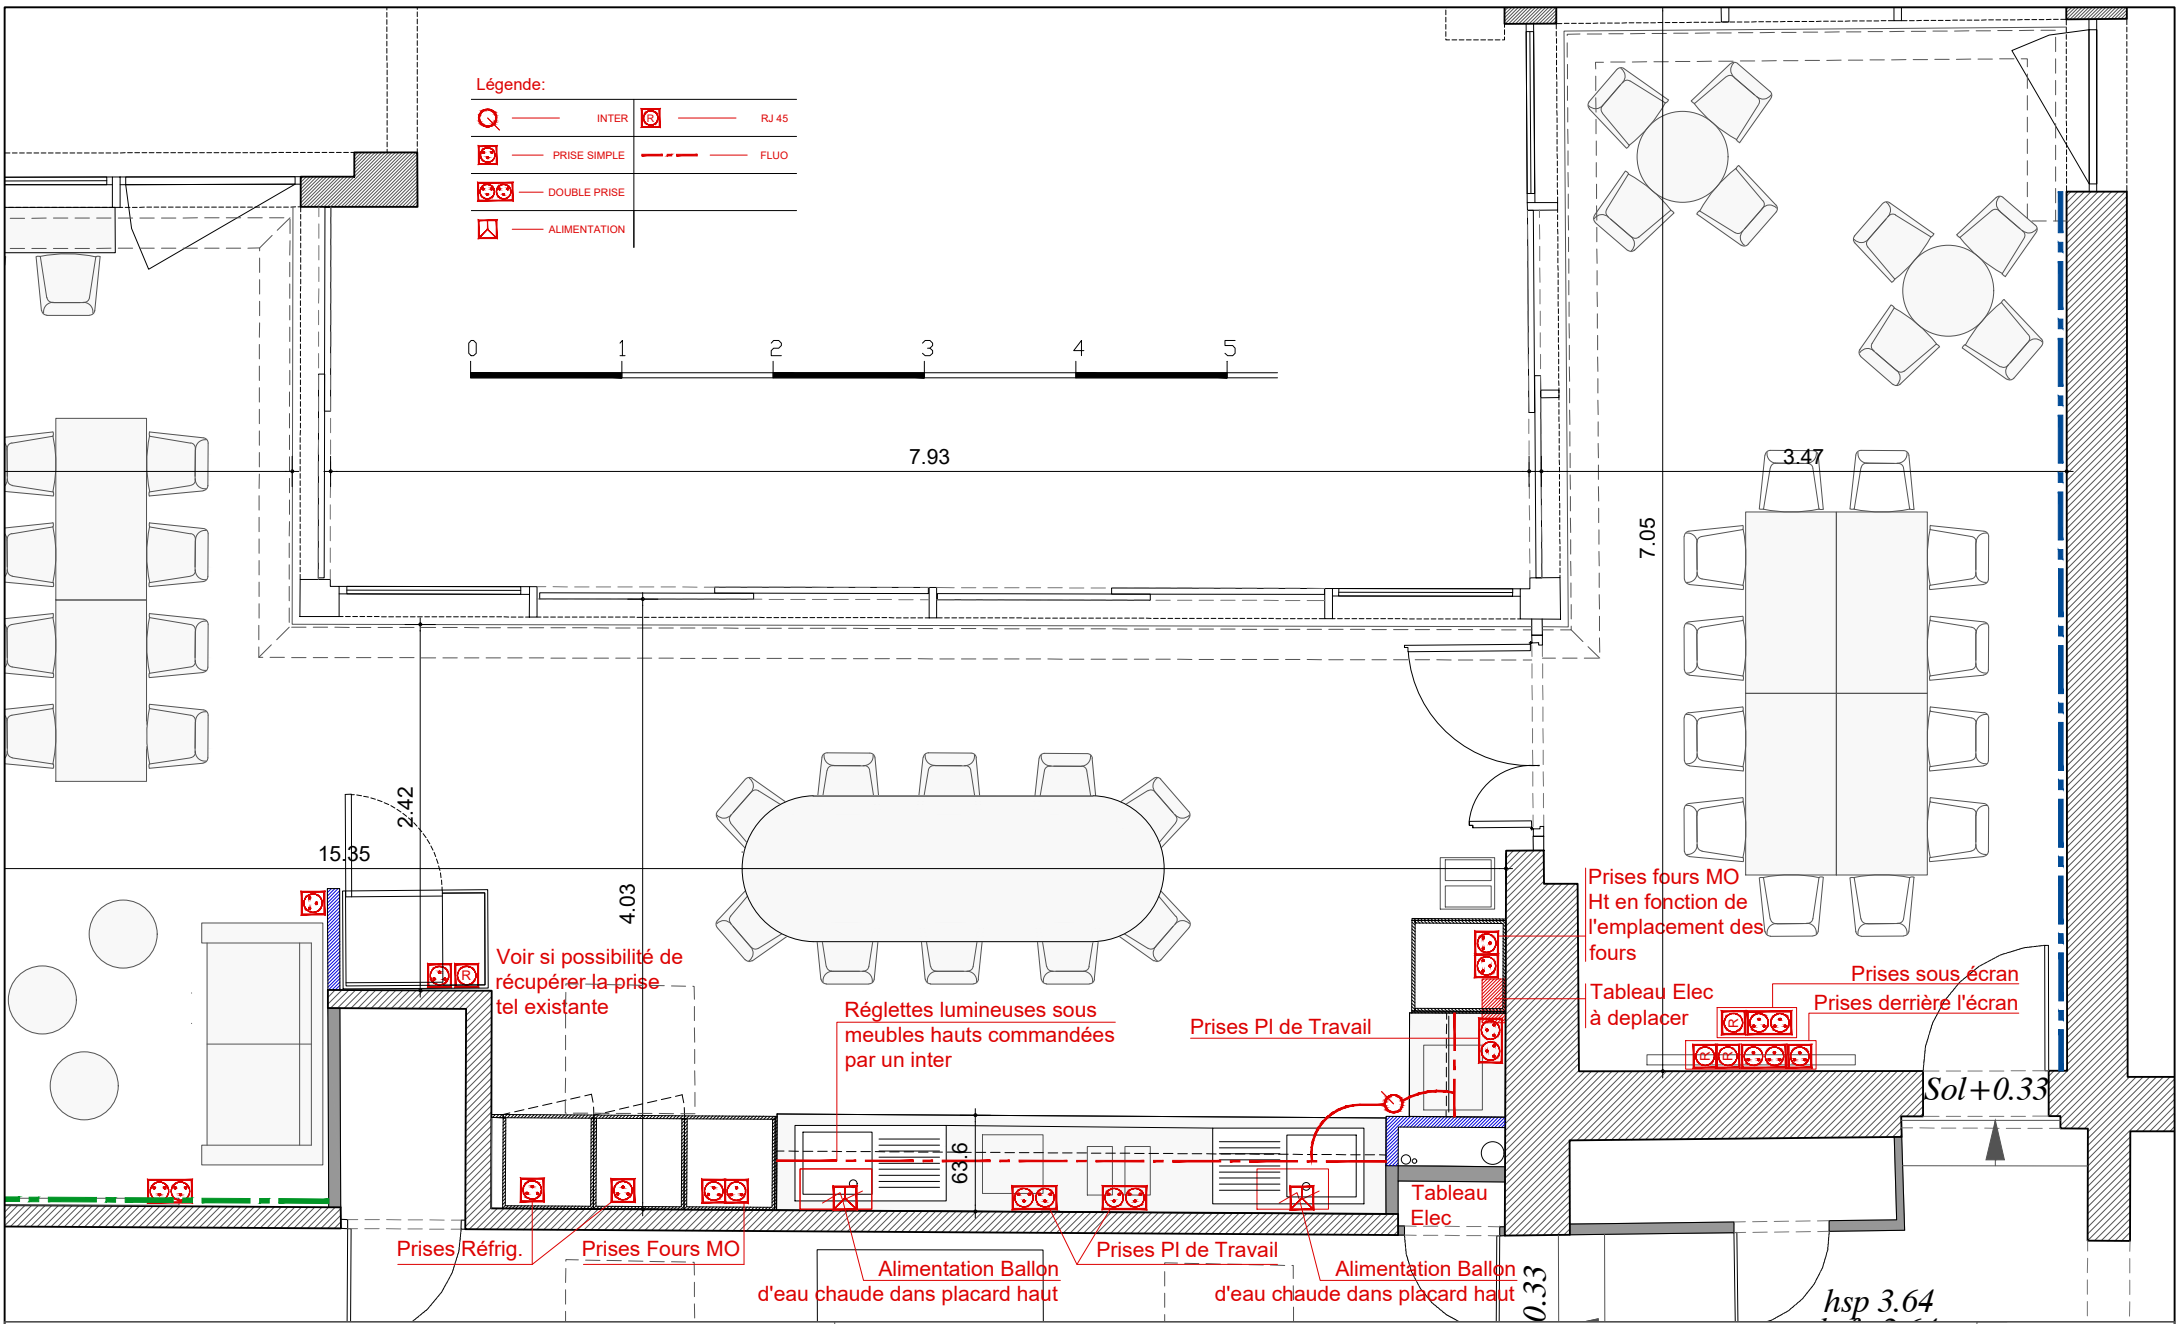 Légende:
INTER
R
RJ 45
PRISE SIMPLE
FLUO
DOUBLE PRISE
ALIMENTATION
0 1 2 3 4 5
7.93
3.47
7.05
2.42
15.35
4.03
Voir si possibilité de
récupérer la prise
tel existante
R
Réglettes lumineuses sous
meubles hauts commandées
par un inter
Prises Pl de Travail
Prises fours MO
Ht en fonction de
l'emplacement des
fours
Tableau Elec
à deplacer
Prises sous écran
Prises derrière l'écran
R
R R
Sol+0.33
63.6
Tableau
Elec
Prises Réfrig.
Prises Fours MO
Prises Pl de Travail
Alimentation Ballon
d'eau chaude dans placard haut
Alimentation Ballon
d'eau chaude dans placard haut
0.33
hsp 3.64